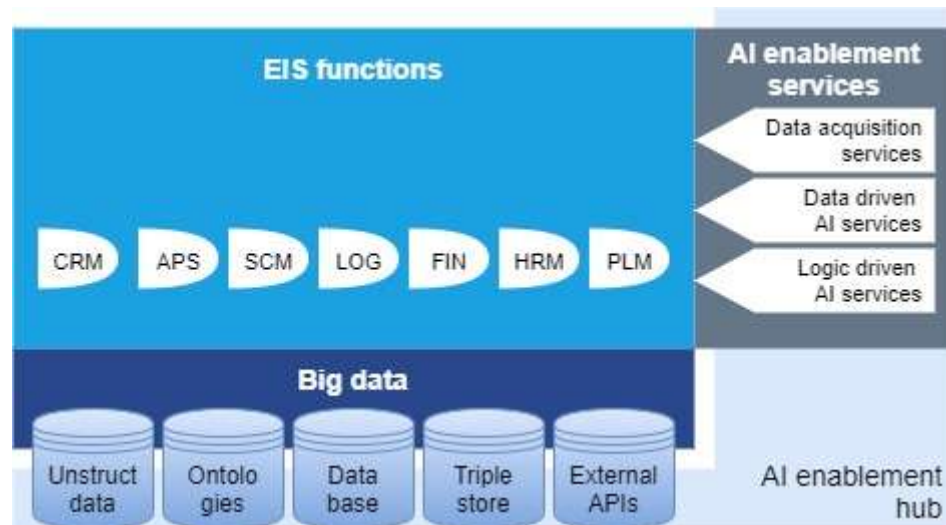 EIS functions
AI enablement
services
Data acquisition
services
Data driven
AI services
Logic driven
AI services
CRM
APS
SCM
LOG
FIN
HRM
PLM
Big data
Unstruct
data
Ontolo
gies
Data
base
Triple
store
External
APIs
AI enablement
hub